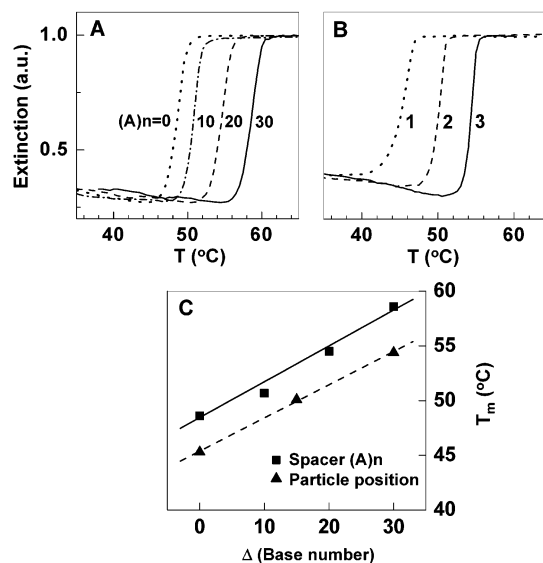 A
B
1.0
0.5
Extinction (a.u.)
(A)n=0 10 20 30
1 2 3
40 50 60
40 50 60
T (°C)
T (°C)
C
60
55
50
45
40
Tm (°C)
■ Spacer (A)n
▲ Particle position
0 10 20 30
Δ (Base number)